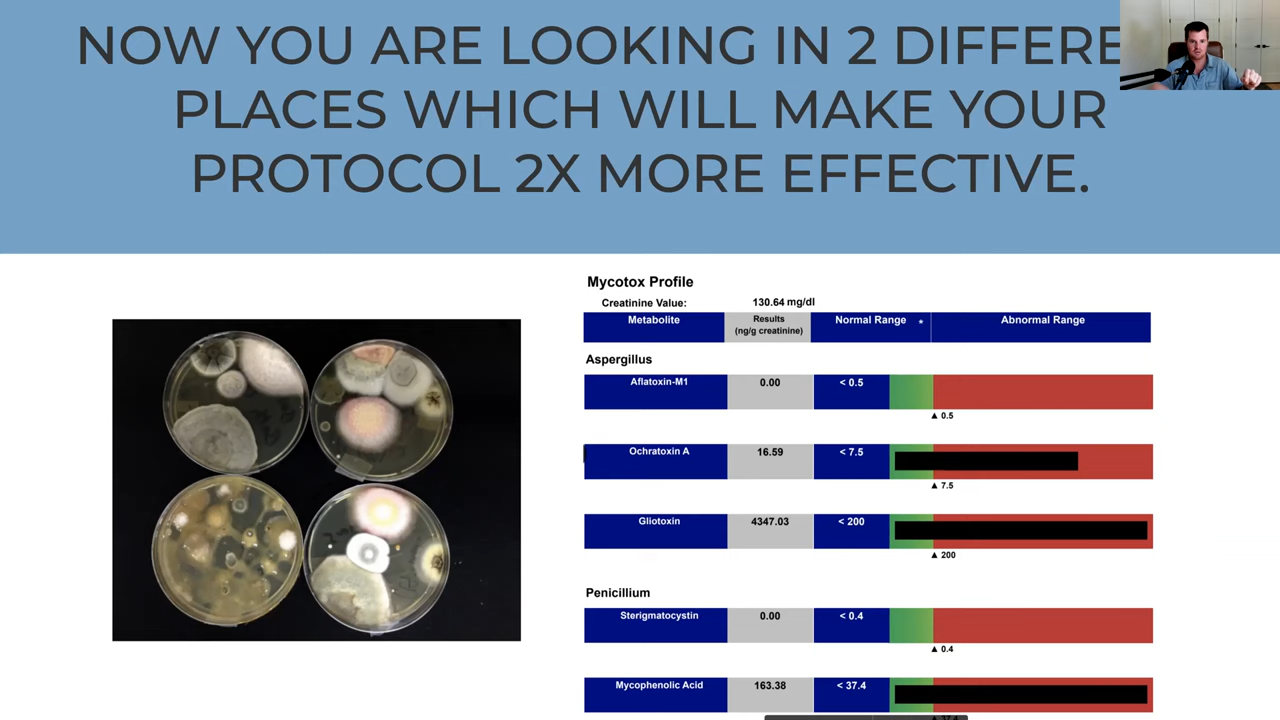 NOW YOU ARE LOOKING IN 2 DIFFERE
PLACES WHICH WILL MAKE YOUR
PROTOCOL 2X MORE EFFECTIVE.
Mycotox Profile
Creatinine Value: 130.64 mg/dl
Metabolite Results (ng/g creatinine) Normal Range * Abnormal Range
Aspergillus
Aflatoxin-M1 0.00 < 0.5
▲ 0.5
Ochratoxin A 16.59 < 7.5
▲ 7.5
Gliotoxin 4347.03 < 200
▲ 200
Penicillium
Sterigmatocystin 0.00 < 0.4
▲ 0.4
Mycophenolic Acid 163.38 < 37.4